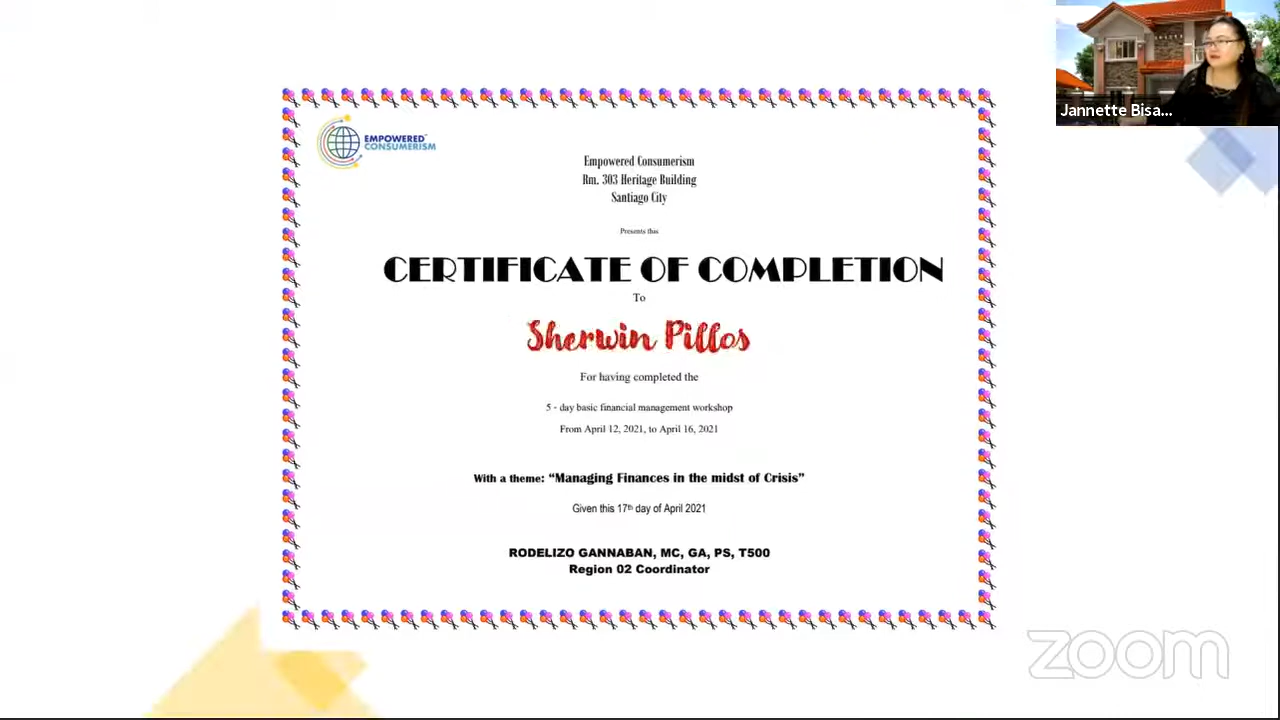 Jannette Bisa...
EMPOWERED™
CONSUMERISM
Empowered Consumerism
Rm. 303 Heritage Building
Santiago City
Presents this
CERTIFICATE OF COMPLETION
To
Sherwin Pillos
For having completed the
5 - day basic financial management workshop
From April 12, 2021, to April 16, 2021
With a theme: “Managing Finances in the midst of Crisis”
Given this 17th day of April 2021
RODELIZO GANNABAN, MC, GA, PS, T500
Region 02 Coordinator
zoom